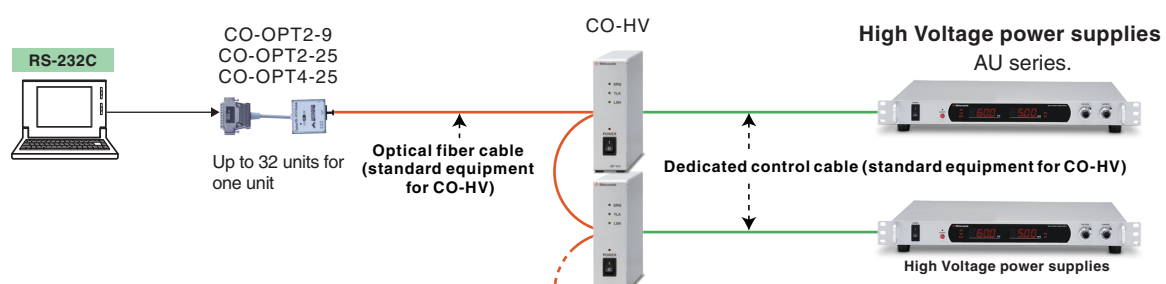 RS-232C
CO-OPT2-9
CO-OPT2-25
CO-OPT4-25
Up to 32 units for
one unit
Optical fiber cable
(standard equipment
for CO-HV)
CO-HV
POWER
POWER
Dedicated control cable (standard equipment for CO-HV)
High Voltage power supplies
AU series.
High Voltage power supplies